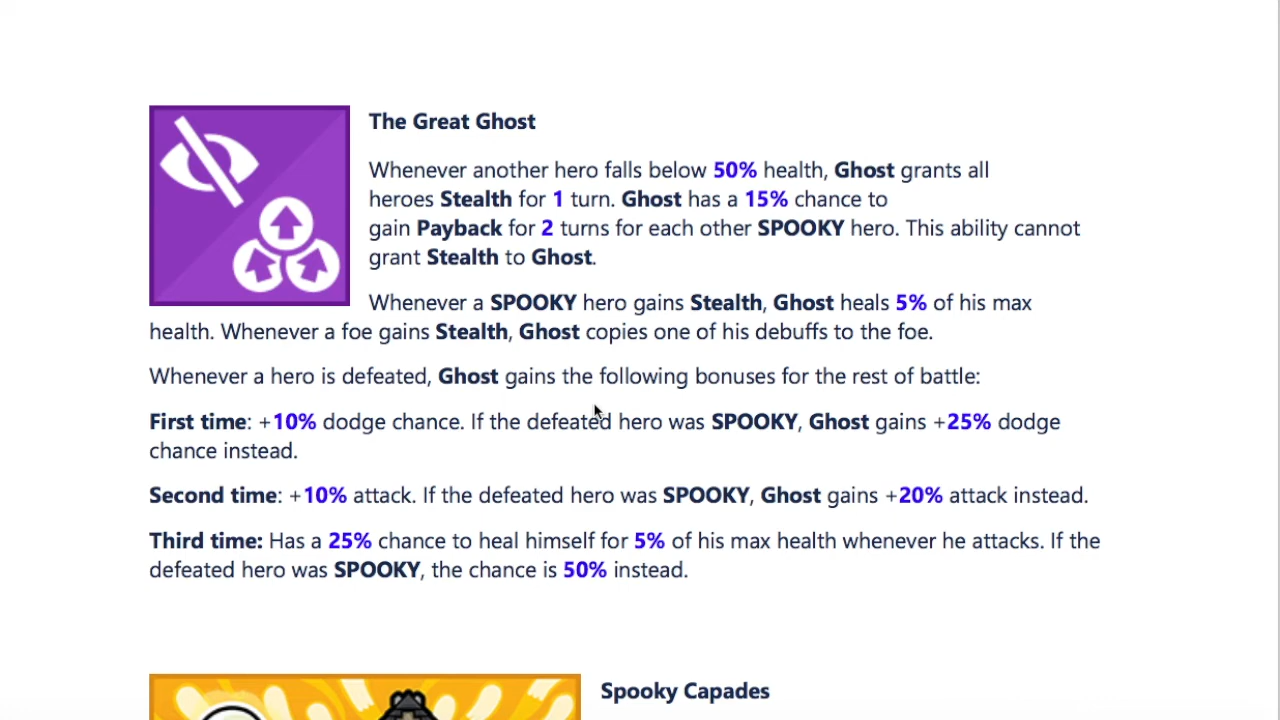 The Great Ghost
Whenever another hero falls below 50% health, Ghost grants all
heroes Stealth for 1 turn. Ghost has a 15% chance to
gain Payback for 2 turns for each other SPOOKY hero. This ability cannot
grant Stealth to Ghost.
Whenever a SPOOKY hero gains Stealth, Ghost heals 5% of his max
health. Whenever a foe gains Stealth, Ghost copies one of his debuffs to the foe.
Whenever a hero is defeated, Ghost gains the following bonuses for the rest of battle:
First time: +10% dodge chance. If the defeated hero was SPOOKY, Ghost gains +25% dodge
chance instead.
Second time: +10% attack. If the defeated hero was SPOOKY, Ghost gains +20% attack instead.
Third time: Has a 25% chance to heal himself for 5% of his max health whenever he attacks. If the
defeated hero was SPOOKY, the chance is 50% instead.
Spooky Capades